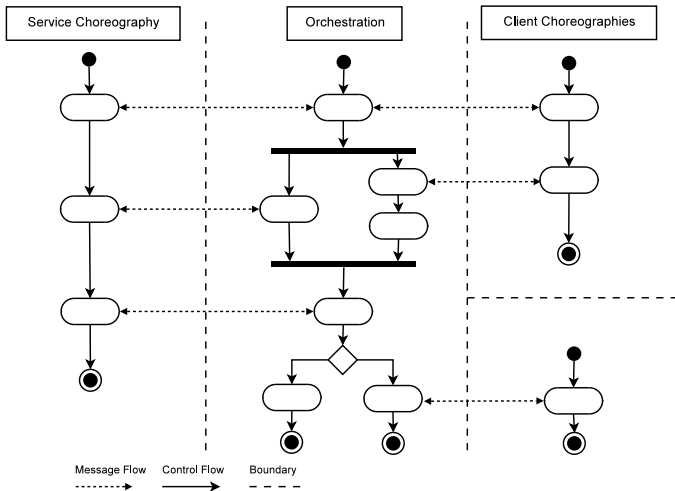 Service Choreography
Orchestration
Client Choreographies
Message Flow
Control Flow
Boundary